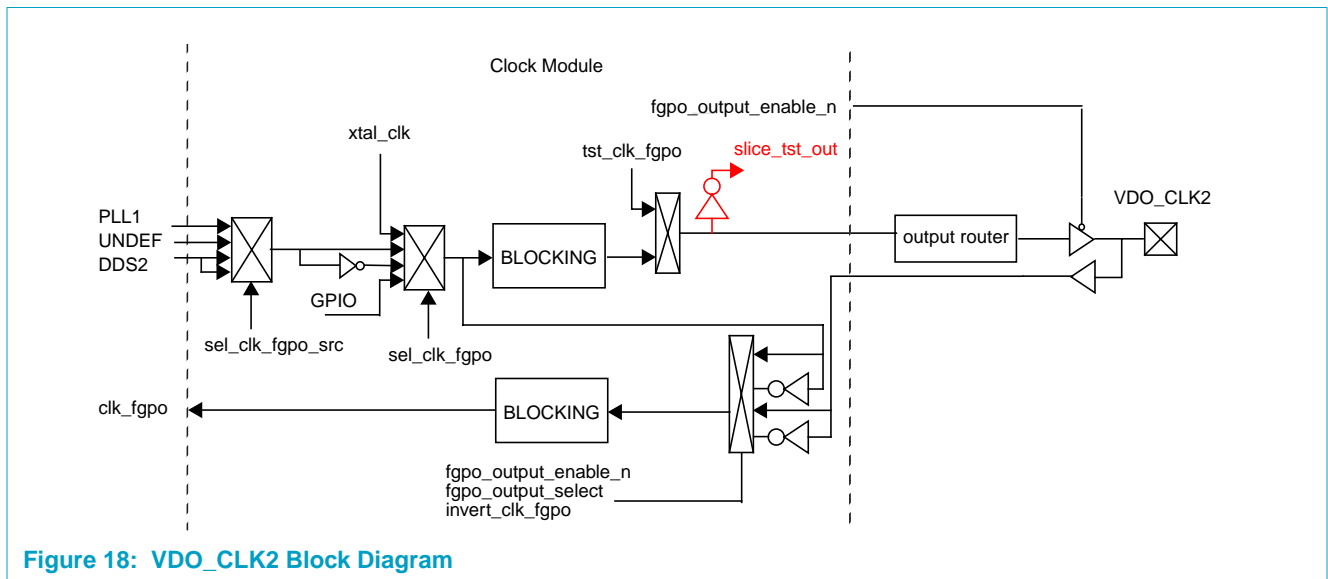 Clock Module
fgpo_output_enable_n
xtal_clk
tst_clk_fgpo
slice_tst_out
VDO_CLK2
PLL1
UNDEF
DDS2
BLOCKING
output router
GPIO
sel_clk_fgpo_src
sel_clk_fgpo
clk_fgpo
BLOCKING
fgpo_output_enable_n
fgpo_output_select
invert_clk_fgpo
Figure 18: VDO_CLK2 Block Diagram